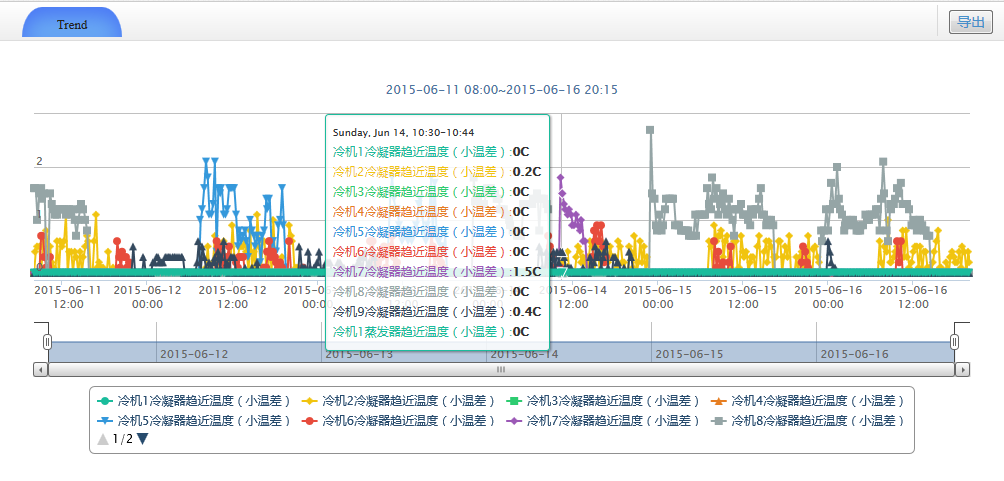 Trend
导出
2015-06-11 08:00~2015-06-16 20:15
Sunday, Jun 14, 10:30-10:44
冷机1冷凝器趋近温度（小温差）:0C
冷机2冷凝器趋近温度（小温差）:0.2C
冷机3冷凝器趋近温度（小温差）:0C
冷机4冷凝器趋近温度（小温差）:0C
冷机5冷凝器趋近温度（小温差）:0C
冷机6冷凝器趋近温度（小温差）:0C
冷机7冷凝器趋近温度（小温差）:1.5C
冷机8冷凝器趋近温度（小温差）:0C
冷机9冷凝器趋近温度（小温差）:0.4C
冷机1蒸发器趋近温度（小温差）:0C
2
1
0
2015-06-11 12:00
2015-06-12 00:00
2015-06-12 12:00
00:00
12:00
2015-06-15 00:00
2015-06-15 12:00
2015-06-16 00:00
2015-06-16 12:00
2015-06-12
2015-06-13
2015-06-14
2015-06-15
2015-06-16
冷机1冷凝器趋近温度（小温差） 冷机2冷凝器趋近温度（小温差） 冷机3冷凝器趋近温度（小温差） 冷机4冷凝器趋近温度（小温差）
冷机5冷凝器趋近温度（小温差） 冷机6冷凝器趋近温度（小温差） 冷机7冷凝器趋近温度（小温差） 冷机8冷凝器趋近温度（小温差）
1/2